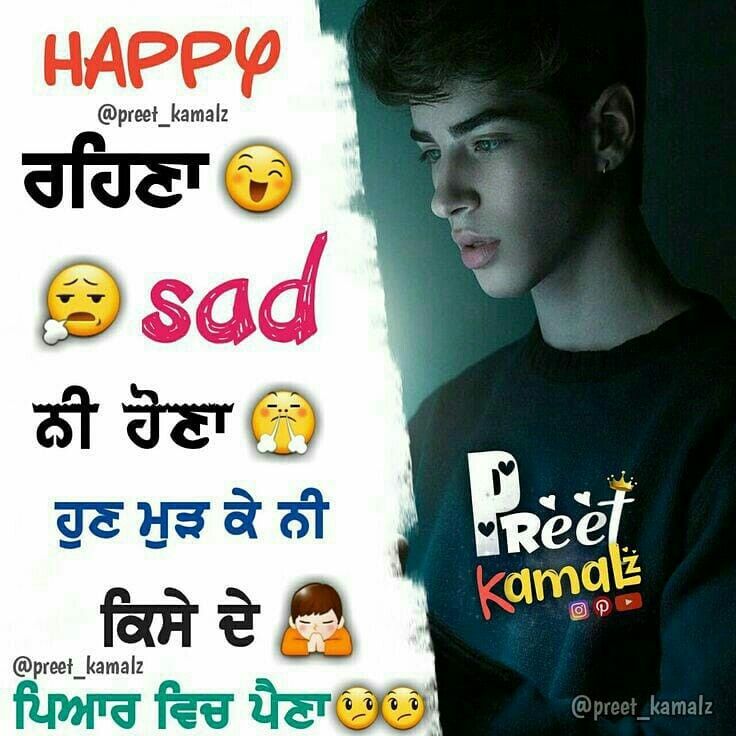 HAPPY
@preet_kamalz
ਰਹਿਣਾ 😄
😮‍💨 sad
ਨੀ ਹੋਣਾ 😤
ਹੁਣ ਮੁੜ ਕੇ ਨੀ
ਕਿਸੇ ਦੇ 🙏
@preet_kamalz
ਪਿਆਰ ਵਿਚ ਪੈਣਾ 😞😞
Preet
Kamalz
@preet_kamalz